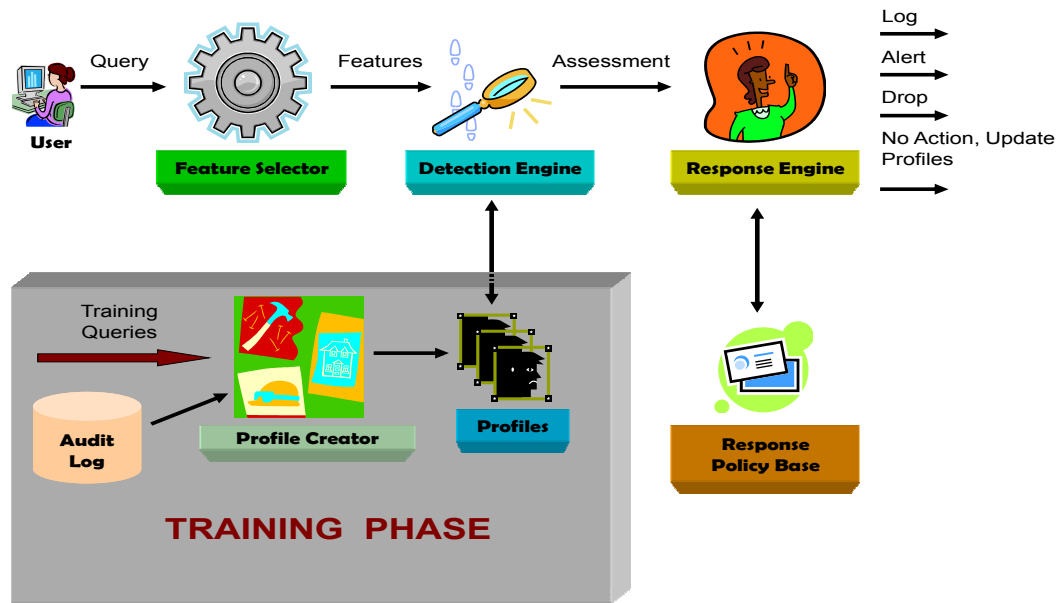 Query
Features
Assessment
Log
Alert
Drop
No Action, Update
Profiles
User
Feature Selector
Detection Engine
Response Engine
Training
Queries
Audit
Log
Profile Creator
Profiles
Response
Policy Base
TRAINING PHASE